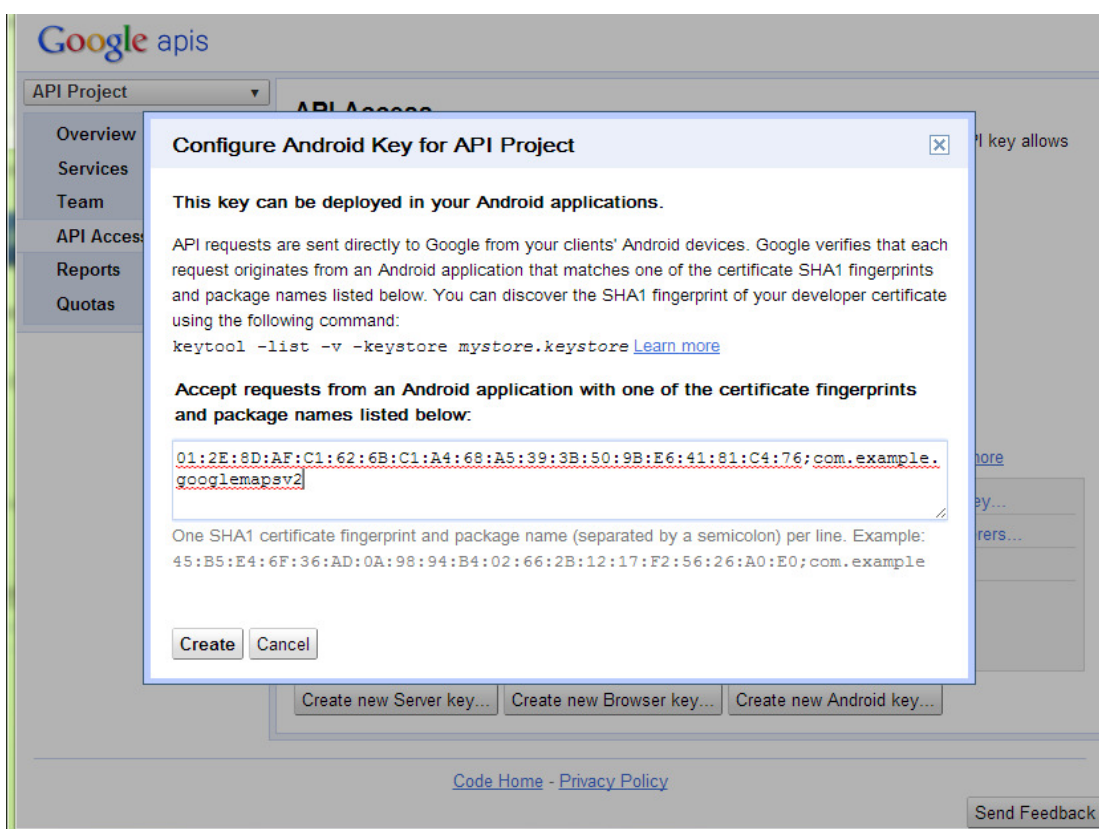 Google apis
API Project
API Access
Overview
Services
Team
API Access
Reports
Quotas
API key allows
Configure Android Key for API Project
This key can be deployed in your Android applications.
API requests are sent directly to Google from your clients' Android devices. Google verifies that each
request originates from an Android application that matches one of the certificate SHA1 fingerprints
and package names listed below. You can discover the SHA1 fingerprint of your developer certificate
using the following command:
keytool -list -v -keystore mystore.keystore Learn more
Accept requests from an Android application with one of the certificate fingerprints
and package names listed below:
01:2E:8D:AF:C1:62:6B:C1:A4:68:A5:39:3B:50:9B:E6:41:81:C4:76;com.example.
googlemapsv2
One SHA1 certificate fingerprint and package name (separated by a semicolon) per line. Example:
45:B5:E4:6F:36:AD:0A:98:94:B4:02:66:2B:12:17:F2:56:26:A0:E0;com.example
Create Cancel
more
ey...
rers...
Create new Server key... Create new Browser key... Create new Android key...
Code Home - Privacy Policy
Send Feedback